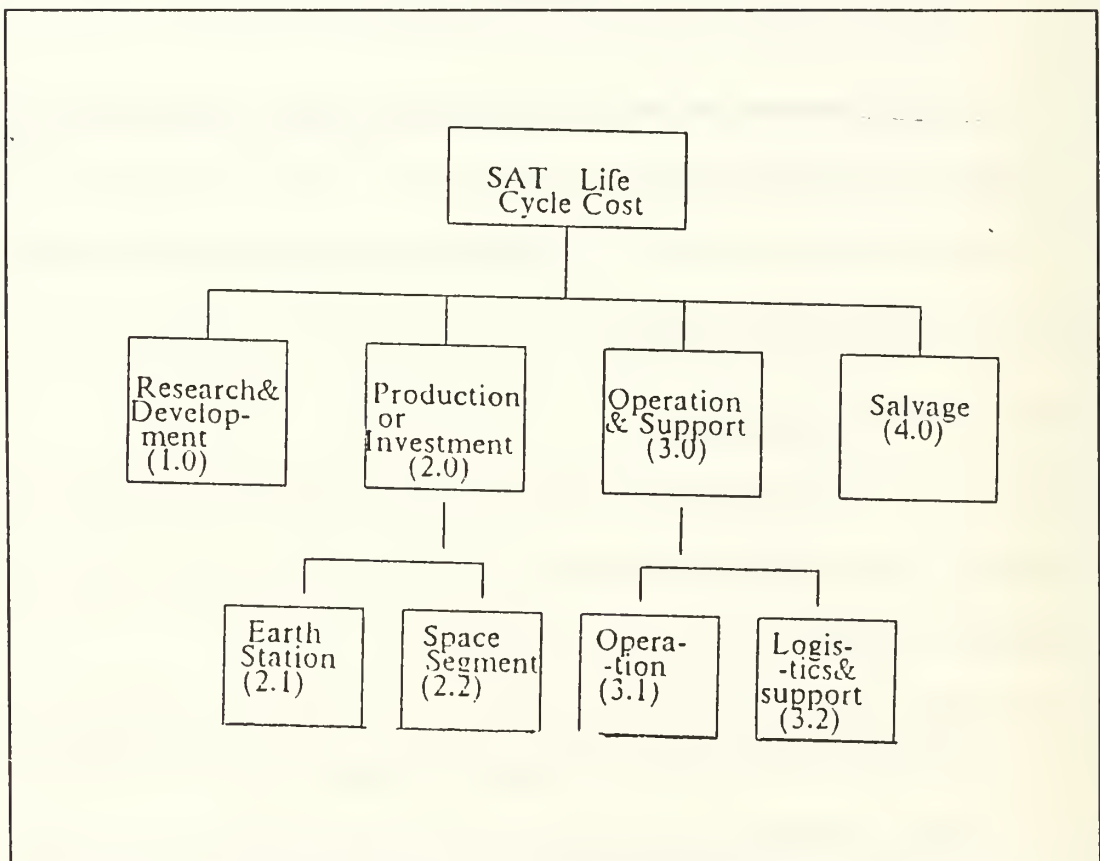 SAT Life
Cycle Cost
Research&
Develop-
ment
(1.0)
Production
or
Investment
(2.0)
Operation
& Support
(3.0)
Salvage
(4.0)
Earth
Station
(2.1)
Space
Segment
(2.2)
Opera-
-tion
(3.1)
Logis-
-tics&
support
(3.2)